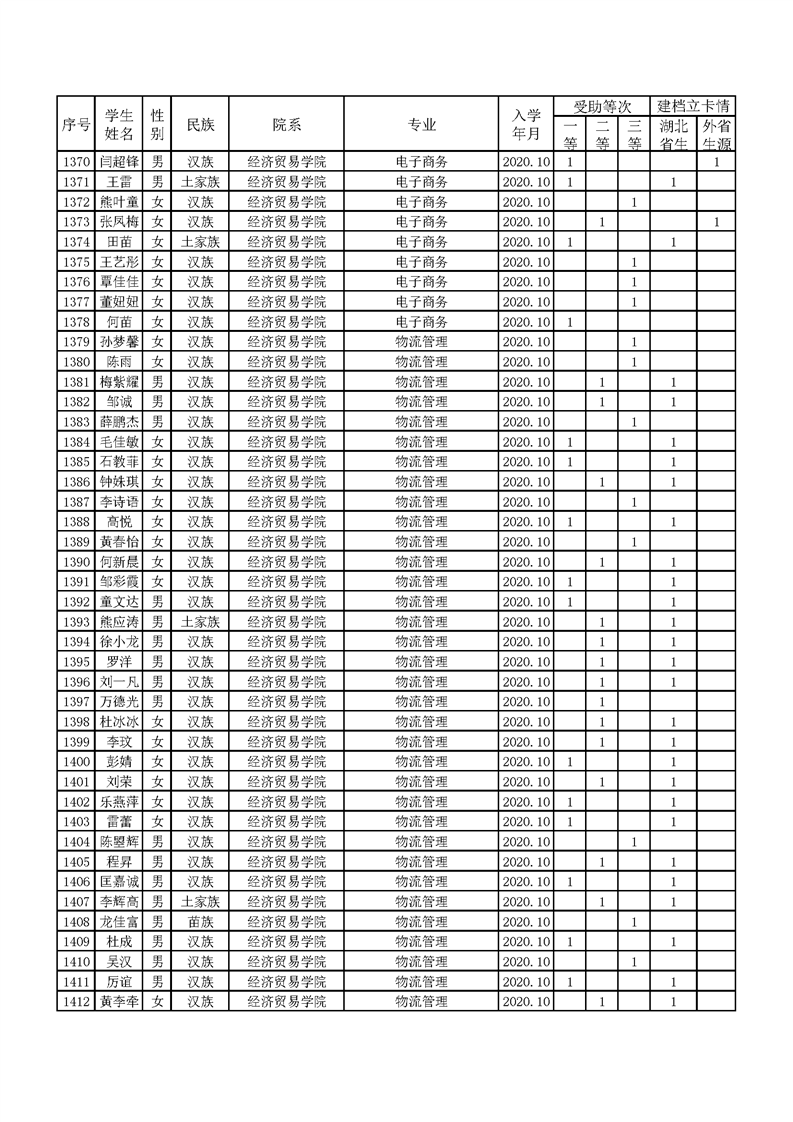 序号 学生姓名 性别 民族 院系 专业 入学年月 受助等次 建档立卡情
一等 二等 三等 湖北省生 外省生源
1370 闫超锋 男 汉族 经济贸易学院 电子商务 2020.10 1 1
1371 王雷 男 土家族 经济贸易学院 电子商务 2020.10 1 1
1372 熊叶童 女 汉族 经济贸易学院 电子商务 2020.10 1
1373 张凤梅 女 汉族 经济贸易学院 电子商务 2020.10 1 1
1374 田苗 女 土家族 经济贸易学院 电子商务 2020.10 1 1
1375 王艺彤 女 汉族 经济贸易学院 电子商务 2020.10 1
1376 覃佳佳 女 汉族 经济贸易学院 电子商务 2020.10 1
1377 董妞妞 女 汉族 经济贸易学院 电子商务 2020.10 1
1378 何苗 女 汉族 经济贸易学院 电子商务 2020.10 1
1379 孙梦馨 女 汉族 经济贸易学院 物流管理 2020.10 1
1380 陈雨 女 汉族 经济贸易学院 物流管理 2020.10 1
1381 梅紫耀 男 汉族 经济贸易学院 物流管理 2020.10 1 1
1382 邹诚 男 汉族 经济贸易学院 物流管理 2020.10 1 1
1383 薛鹏杰 男 汉族 经济贸易学院 物流管理 2020.10 1
1384 毛佳敏 女 汉族 经济贸易学院 物流管理 2020.10 1 1
1385 石教菲 女 汉族 经济贸易学院 物流管理 2020.10 1 1
1386 钟姝琪 女 汉族 经济贸易学院 物流管理 2020.10 1 1
1387 李诗语 女 汉族 经济贸易学院 物流管理 2020.10 1
1388 高悦 女 汉族 经济贸易学院 物流管理 2020.10 1 1
1389 黄春怡 女 汉族 经济贸易学院 物流管理 2020.10 1
1390 何新晨 女 汉族 经济贸易学院 物流管理 2020.10 1 1
1391 邹彩霞 女 汉族 经济贸易学院 物流管理 2020.10 1 1
1392 童文达 男 汉族 经济贸易学院 物流管理 2020.10 1 1
1393 熊应涛 男 土家族 经济贸易学院 物流管理 2020.10 1 1
1394 徐小龙 男 汉族 经济贸易学院 物流管理 2020.10 1 1
1395 罗洋 男 汉族 经济贸易学院 物流管理 2020.10 1 1
1396 刘一凡 男 汉族 经济贸易学院 物流管理 2020.10 1 1
1397 万德光 男 汉族 经济贸易学院 物流管理 2020.10 1
1398 杜冰冰 女 汉族 经济贸易学院 物流管理 2020.10 1 1
1399 李玟 女 汉族 经济贸易学院 物流管理 2020.10 1 1
1400 彭婧 女 汉族 经济贸易学院 物流管理 2020.10 1 1
1401 刘荣 女 汉族 经济贸易学院 物流管理 2020.10 1 1
1402 乐燕萍 女 汉族 经济贸易学院 物流管理 2020.10 1 1
1403 雷蕾 女 汉族 经济贸易学院 物流管理 2020.10 1 1
1404 陈曌辉 男 汉族 经济贸易学院 物流管理 2020.10 1
1405 程昇 男 汉族 经济贸易学院 物流管理 2020.10 1 1
1406 匡嘉诚 男 汉族 经济贸易学院 物流管理 2020.10 1 1
1407 李辉高 男 土家族 经济贸易学院 物流管理 2020.10 1 1
1408 龙佳富 男 苗族 经济贸易学院 物流管理 2020.10 1
1409 杜成 男 汉族 经济贸易学院 物流管理 2020.10 1 1
1410 吴汉 男 汉族 经济贸易学院 物流管理 2020.10 1
1411 厉谊 男 汉族 经济贸易学院 物流管理 2020.10 1 1
1412 黄李牵 女 汉族 经济贸易学院 物流管理 2020.10 1 1